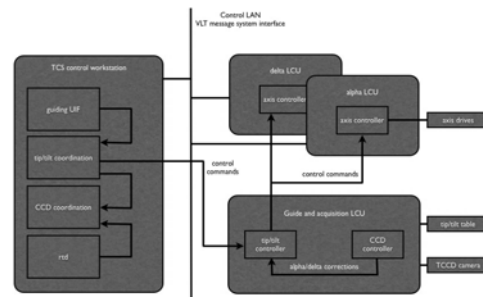 Control LAN
VLT message system interface
TCS control workstation
guiding UIF
tip/tilt coordination
CCD coordination
rtd
delta LCU
axis controller
alpha LCU
axis controller
axis drives
control
commands
control commands
Guide and acquisition LCU
tip/tilt
controller
CCD
controller
alpha/delta corrections
tip/tilt table
TCCD camera